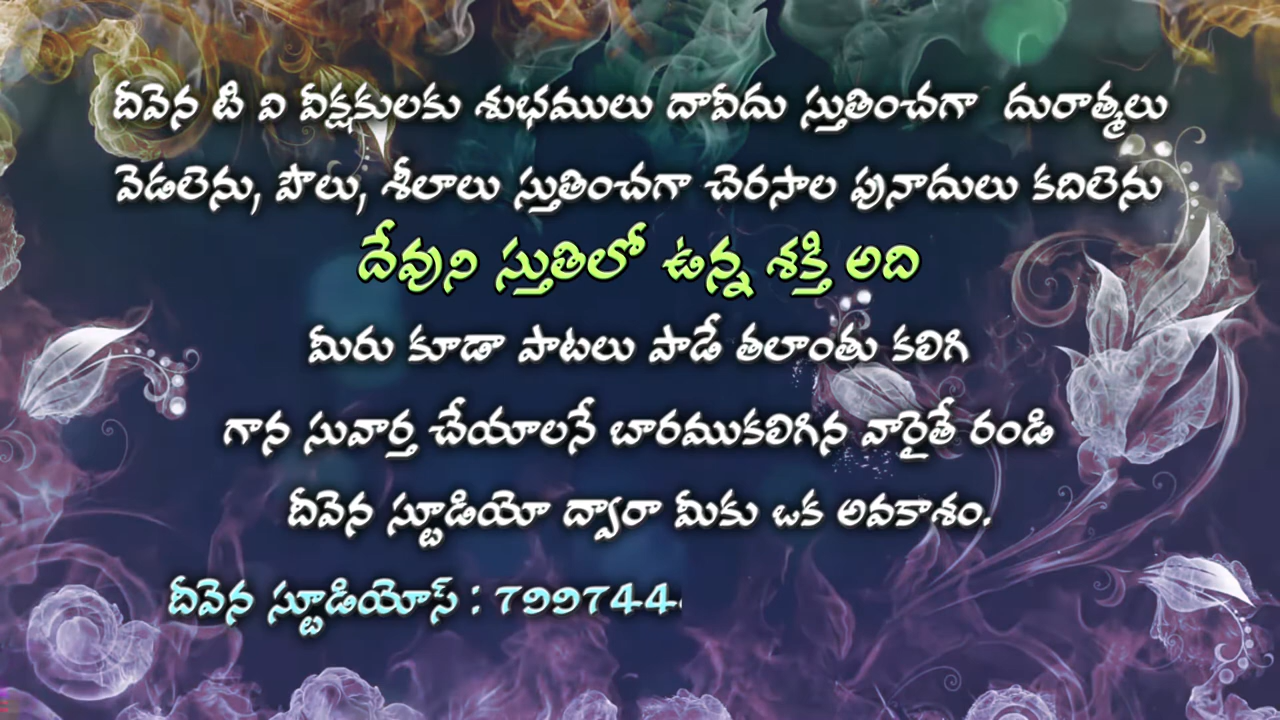 దీవెన టి వి వీక్షకులకు శుభములు దావీదు స్తుతించగా దురాత్మలు
వెడలెను, పౌలు, శీలాలు స్తుతించగా చెరసాల పునాదులు కదిలెను
దేవుని స్తుతిలో ఉన్న శక్తి అది
మీరు కూడా పాటలు పాడే తలాంతు కలిగి
గాన సువార్త చేయాలనే బారముకలిగిన వారైతే రండి
దీవెన స్టూడియో ద్వారా మీకు ఒక అవకాశం.
దీవెన స్టూడియోస్ : 799744